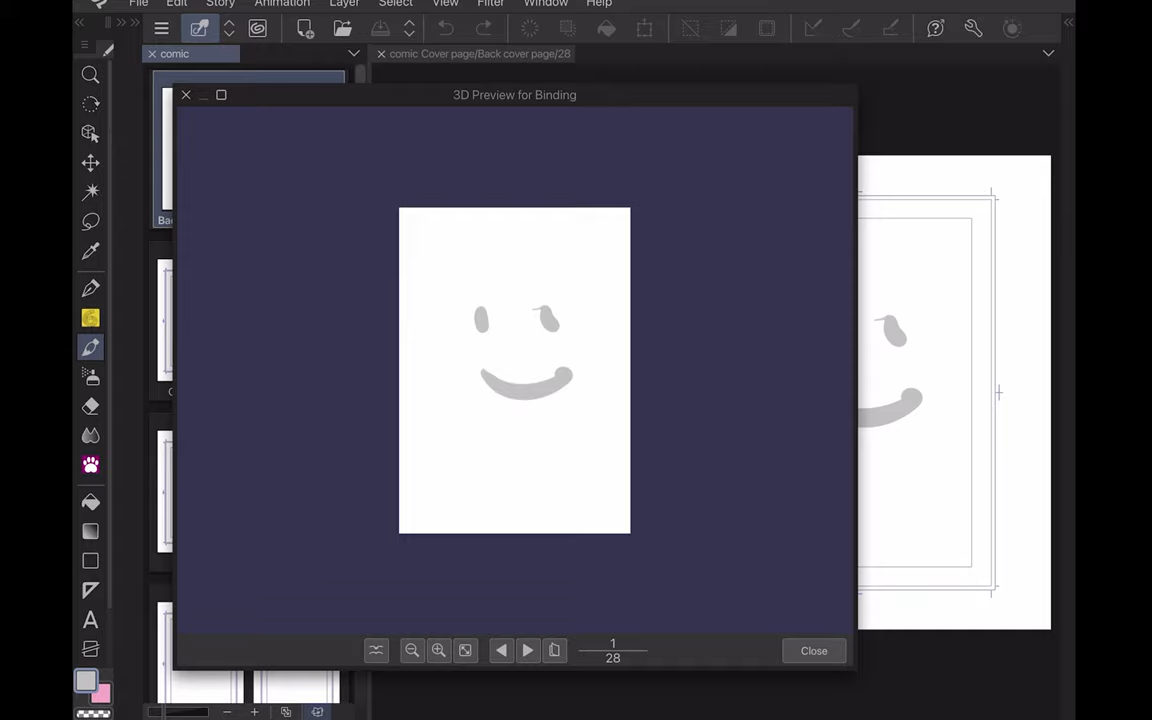 File Edit Story Animation Layer Select View Filter Window Help
comic
comic Cover page/Back cover page/28
3D Preview for Binding
1
28
Close
A